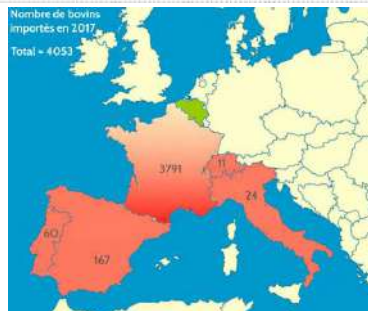 Nombre de bovins
importés en 2017
Total = 4053
3791
11
24
60
167